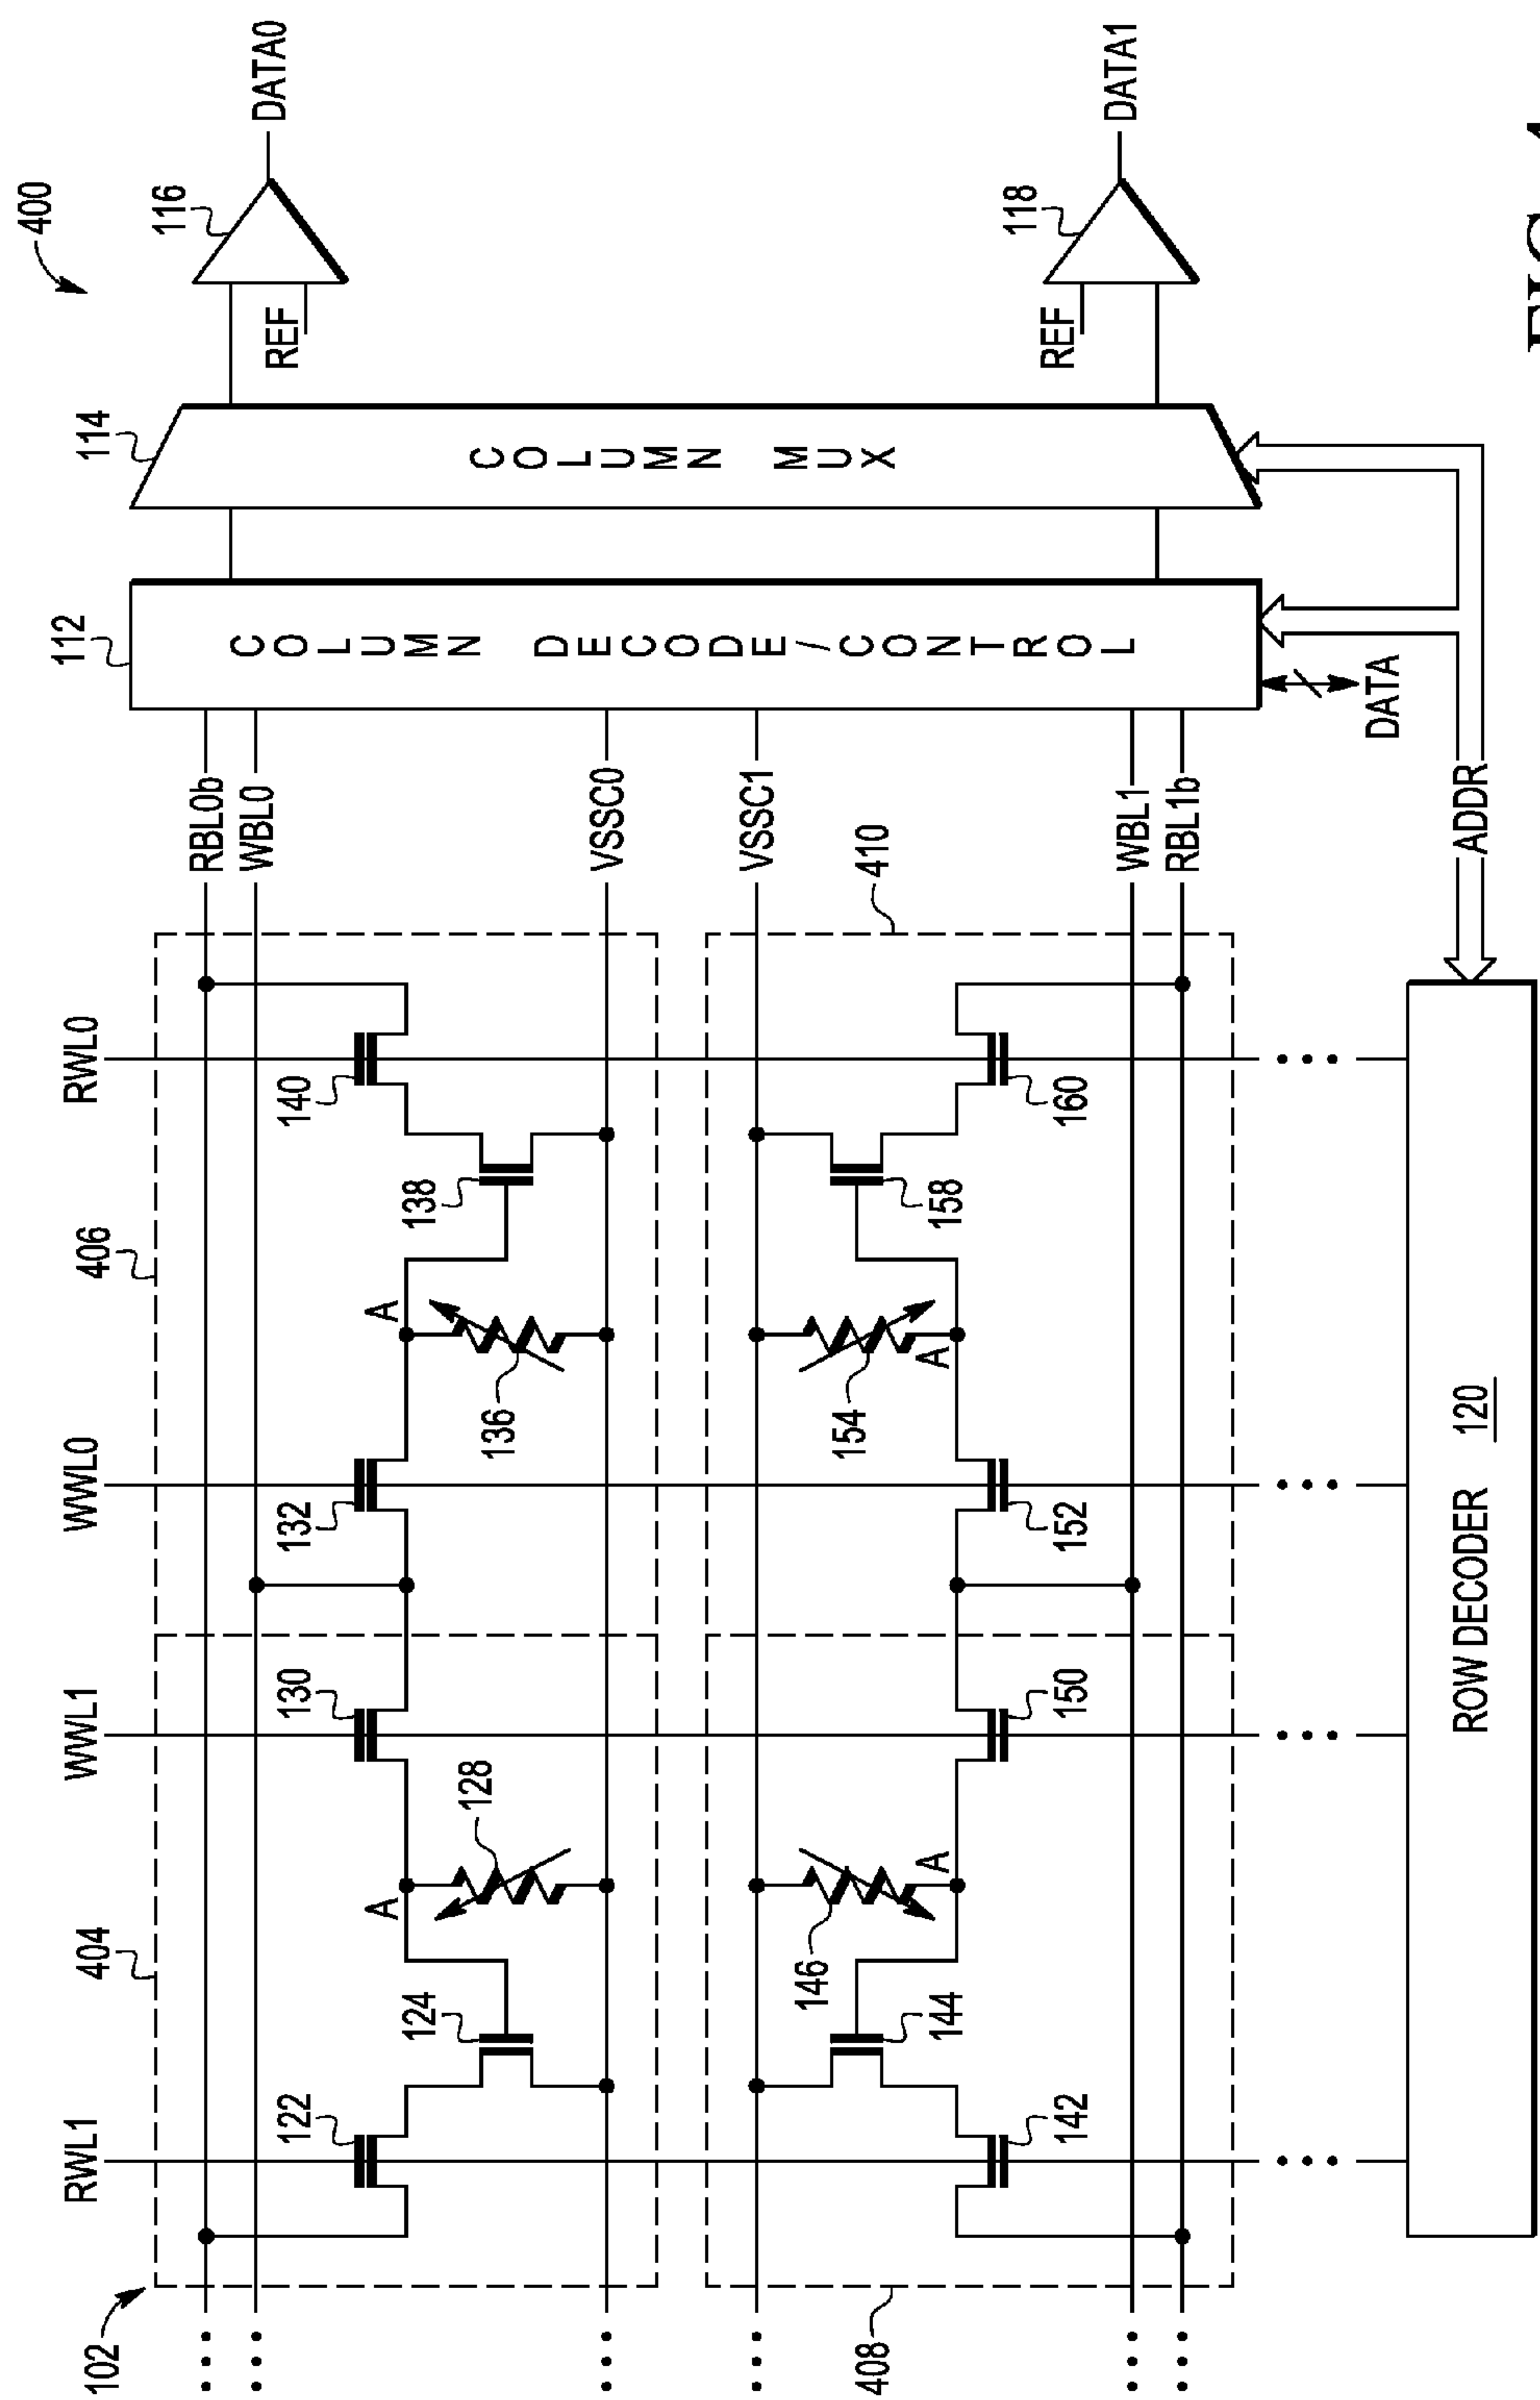 400
116
DATA0
REF
118
DATA1
REF
114
COLUMN MUX
112
COLUMN DECODE/CONTROL
DATA
ADDR
RBL0b
WBL0
VSSC0
VSSC1
WBL1
RBL1b
410
RWL0
140
160
138
158
406
A
136
154
A
WWL0
132
152
ROW DECODER 120
WWL1
130
150
128
A
146
A
404
124
144
RWL1
122
142
102
408